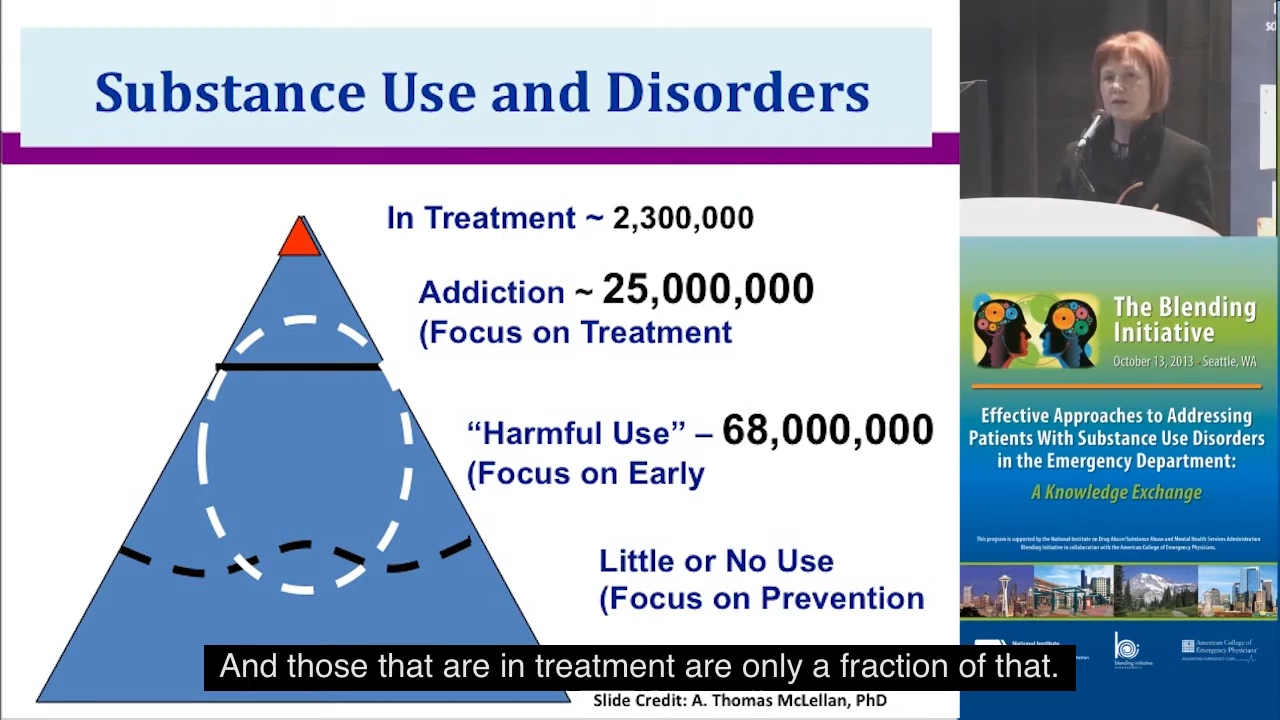 Substance Use and Disorders
In Treatment ~ 2,300,000
Addiction ~ 25,000,000
(Focus on Treatment
“Harmful Use” – 68,000,000
(Focus on Early
Little or No Use
(Focus on Prevention
And those that are in treatment are only a fraction of that.
Slide Credit: A. Thomas McLellan, PhD
The Blending
Initiative
October 13, 2013 - Seattle, WA
Effective Approaches to Addressing
Patients With Substance Use Disorders
in the Emergency Department:
A Knowledge Exchange
This program is supported by the National Institute on Drug Abuse/Substance Abuse and Mental Health Services Administration
Blending Initiative in collaboration with the American College of Emergency Physicians.
National Institute
blending initiative
American College of
Emergency Physicians
ADVANCING EMERGENCY CARE